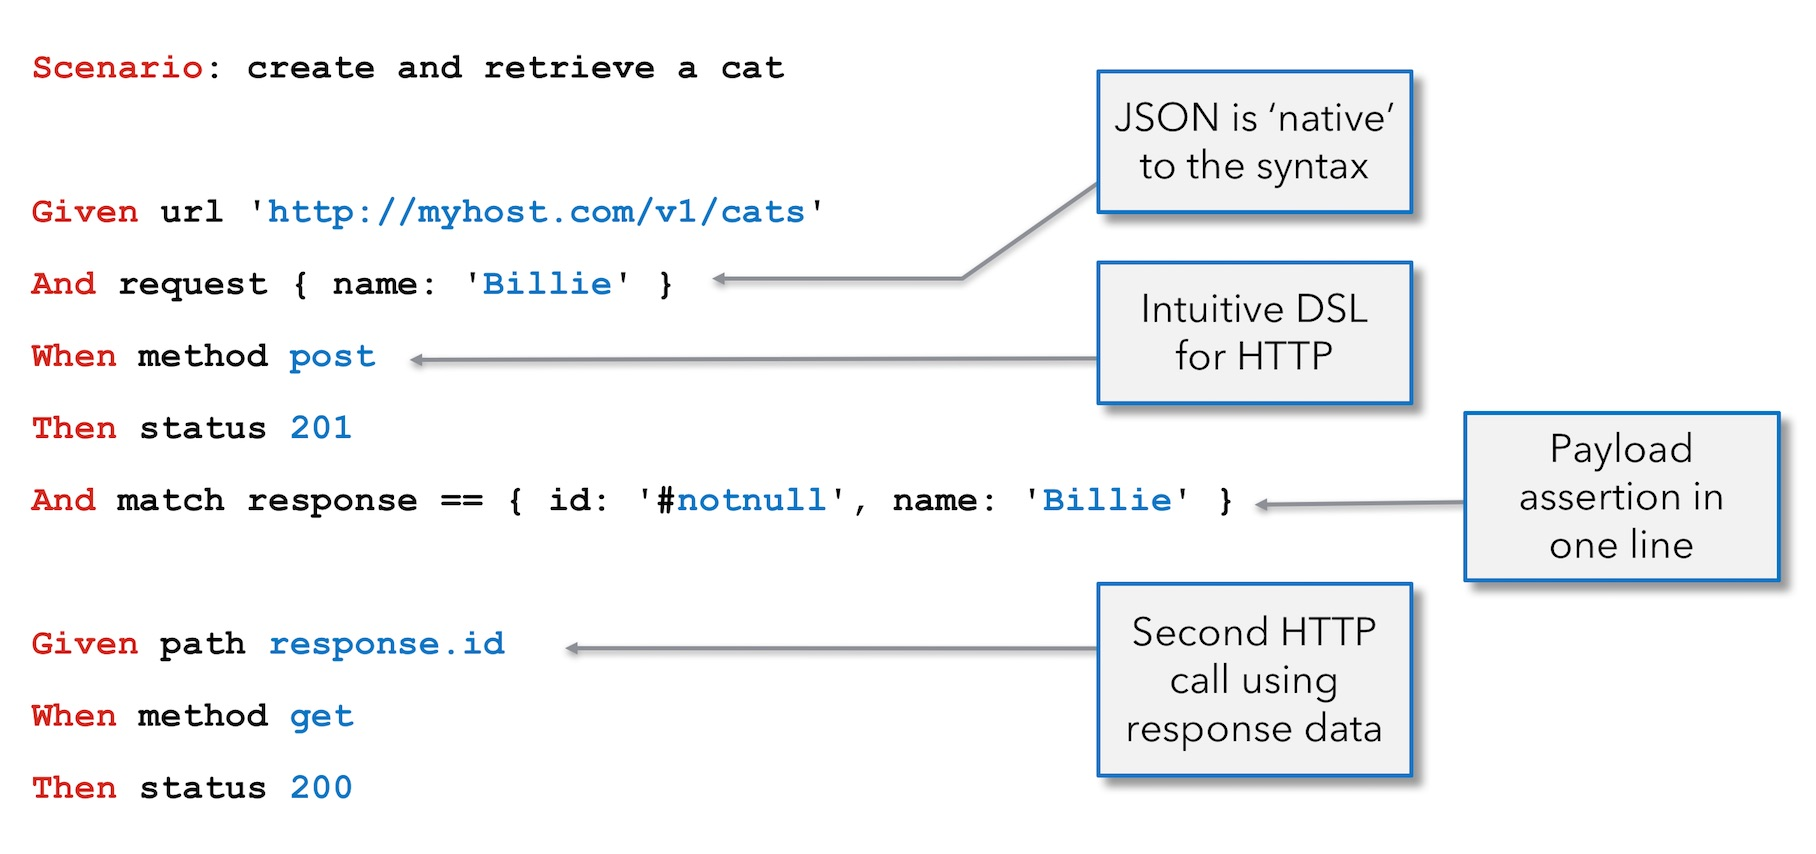 Scenario: create and retrieve a cat
Given url 'http://myhost.com/v1/cats'
And request { name: 'Billie' }
When method post
Then status 201
And match response == { id: '#notnull', name: 'Billie' }
Given path response.id
When method get
Then status 200
JSON is ‘native’
to the syntax
Intuitive DSL
for HTTP
Payload
assertion in
one line
Second HTTP
call using
response data